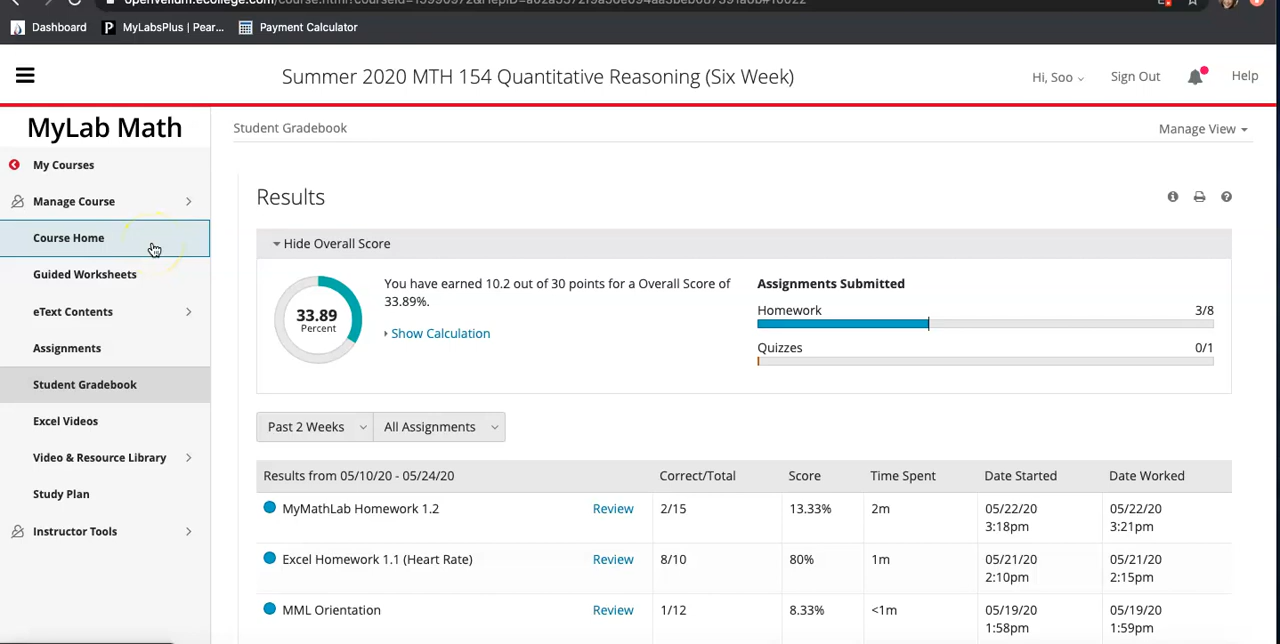 Dashboard
MyLabsPlus | Pear...
Payment Calculator
Summer 2020 MTH 154 Quantitative Reasoning (Six Week)
Hi, Soo
Sign Out
Help
MyLab Math
My Courses
Manage Course
Course Home
Guided Worksheets
eText Contents
Assignments
Student Gradebook
Excel Videos
Video & Resource Library
Study Plan
Instructor Tools
Student Gradebook
Manage View
Results
Hide Overall Score
33.89
Percent
You have earned 10.2 out of 30 points for a Overall Score of
33.89%.
Show Calculation
Assignments Submitted
Homework 3/8
Quizzes 0/1
Past 2 Weeks
All Assignments
Results from 05/10/20 - 05/24/20 Correct/Total Score Time Spent Date Started Date Worked
MyMathLab Homework 1.2 Review 2/15 13.33% 2m 05/22/20 05/22/20
3:18pm 3:21pm
Excel Homework 1.1 (Heart Rate) Review 8/10 80% 1m 05/21/20 05/21/20
2:10pm 2:15pm
MML Orientation Review 1/12 8.33% <1m 05/19/20 05/19/20
1:58pm 1:59pm